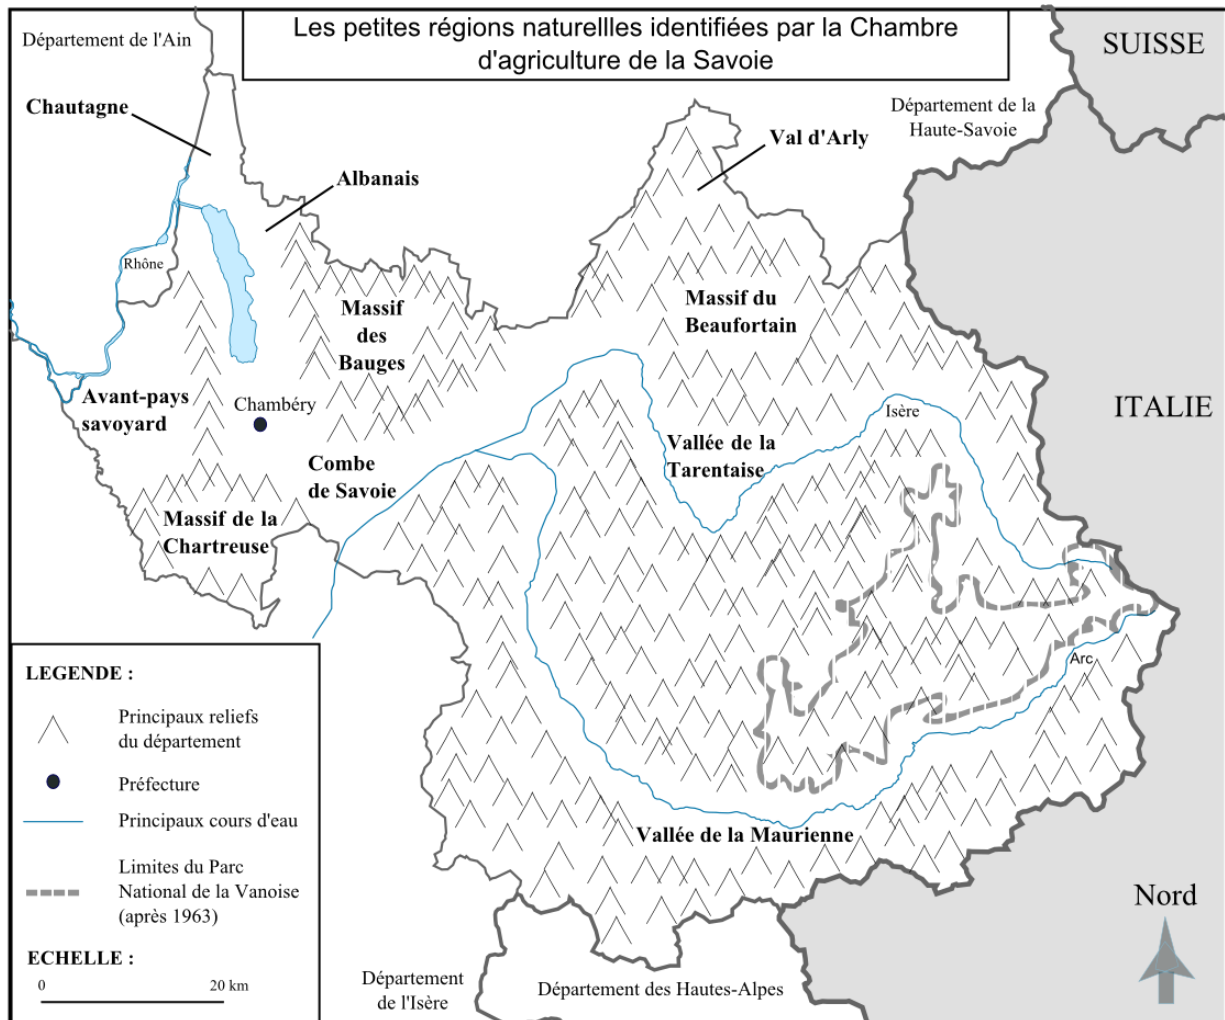 Les petites régions naturellles identifiées par la Chambre
d'agriculture de la Savoie
Département de l'Ain
SUISSE
Chautagne
Département de la
Haute-Savoie
Val d'Arly
Albanais
Rhône
Massif
des
Bauges
Massif du
Beaufortain
Avant-pays
savoyard
Chambéry
Isère
ITALIE
Vallée de la
Tarentaise
Combe
de Savoie
Massif de la
Chartreuse
Arc
LEGENDE :
Principaux reliefs
du département
Préfecture
Principaux cours d'eau
Limites du Parc
National de la Vanoise
(après 1963)
ECHELLE :
0 20 km
Vallée de la Maurienne
Nord
Département
de l'Isère
Département des Hautes-Alpes